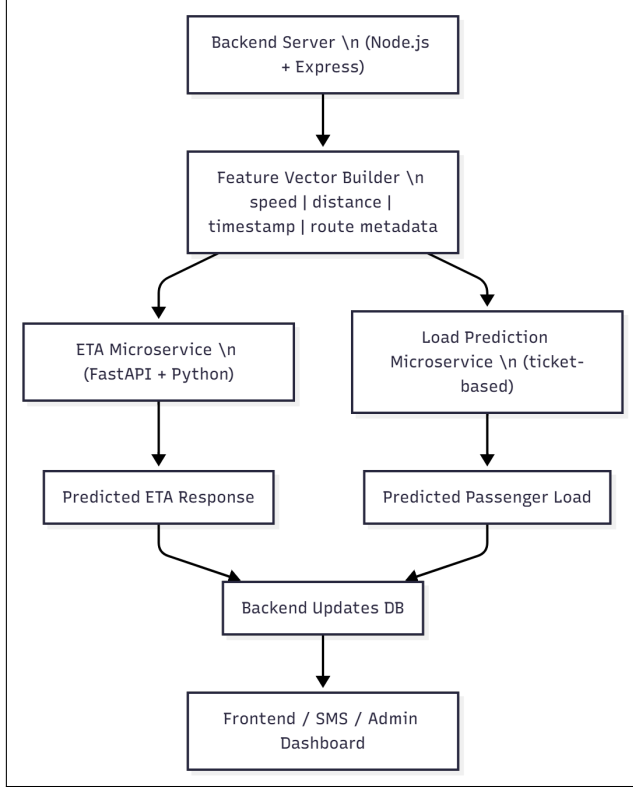 Backend Server \n (Node.js
+ Express)
Feature Vector Builder \n
speed | distance |
timestamp | route metadata
ETA Microservice \n
(FastAPI + Python)
Load Prediction
Microservice \n (ticket-
based)
Predicted ETA Response
Predicted Passenger Load
Backend Updates DB
Frontend / SMS / Admin
Dashboard